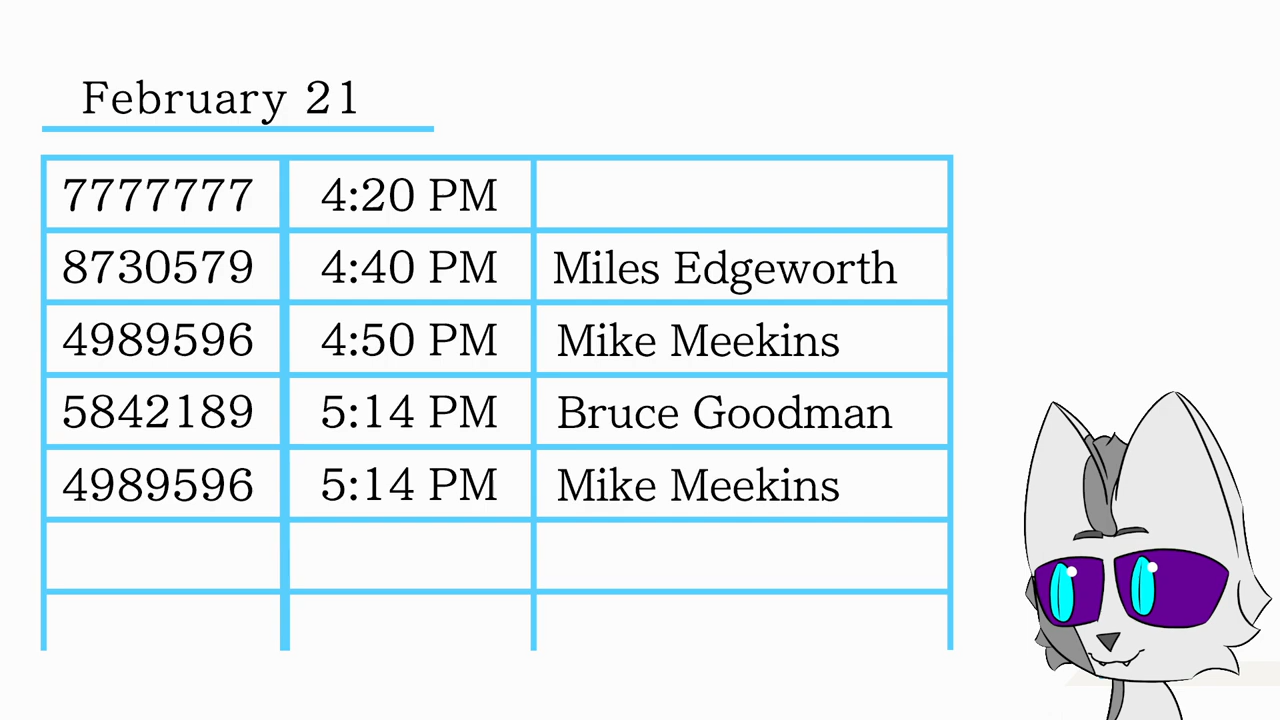 February 21
7777777 4:20 PM
8730579 4:40 PM Miles Edgeworth
4989596 4:50 PM Mike Meekins
5842189 5:14 PM Bruce Goodman
4989596 5:14 PM Mike Meekins